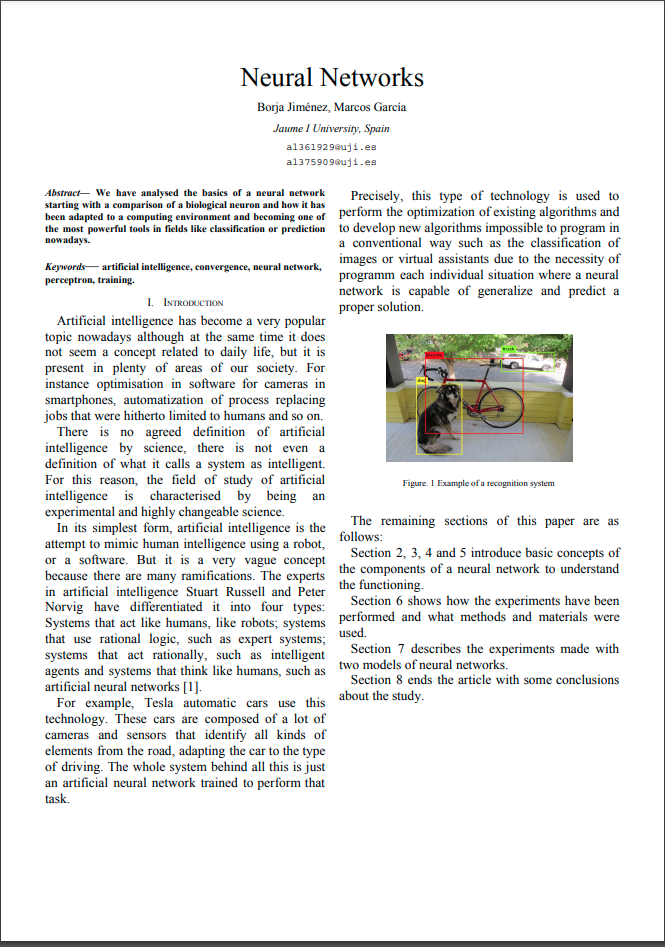 Neural Networks
Borja Jiménez, Marcos García
Jaume I University, Spain
al361929@uji.es
al375909@uji.es
Abstract— We have analysed the basics of a neural network
starting with a comparison of a biological neuron and how it has
been adapted to a computing environment and becoming one of
the most powerful tools in fields like classification or prediction
nowadays.
Keywords— artificial intelligence, convergence, neural network,
perceptron, training.
I. Introduction
Artificial intelligence has become a very popular
topic nowadays although at the same time it does
not seem a concept related to daily life, but it is
present in plenty of areas of our society. For
instance optimisation in software for cameras in
smartphones, automatization of process replacing
jobs that were hitherto limited to humans and so on.
There is no agreed definition of artificial
intelligence by science, there is not even a
definition of what it calls a system as intelligent.
For this reason, the field of study of artificial
intelligence is characterised by being an
experimental and highly changeable science.
In its simplest form, artificial intelligence is the
attempt to mimic human intelligence using a robot,
or a software. But it is a very vague concept
because there are many ramifications. The experts
in artificial intelligence Stuart Russell and Peter
Norvig have differentiated it into four types:
Systems that act like humans, like robots; systems
that use rational logic, such as expert systems;
systems that act rationally, such as intelligent
agents and systems that think like humans, such as
artificial neural networks [1].
For example, Tesla automatic cars use this
technology. These cars are composed of a lot of
cameras and sensors that identify all kinds of
elements from the road, adapting the car to the type
of driving. The whole system behind all this is just
an artificial neural network trained to perform that
task.
Precisely, this type of technology is used to
perform the optimization of existing algorithms and
to develop new algorithms impossible to program in
a conventional way such as the classification of
images or virtual assistants due to the necessity of
programm each individual situation where a neural
network is capable of generalize and predict a
proper solution.
truck
dog
Figure. 1 Example of a recognition system
The remaining sections of this paper are as
follows:
Section 2, 3, 4 and 5 introduce basic concepts of
the components of a neural network to understand
the functioning.
Section 6 shows how the experiments have been
performed and what methods and materials were
used.
Section 7 describes the experiments made with
two models of neural networks.
Section 8 ends the article with some conclusions
about the study.